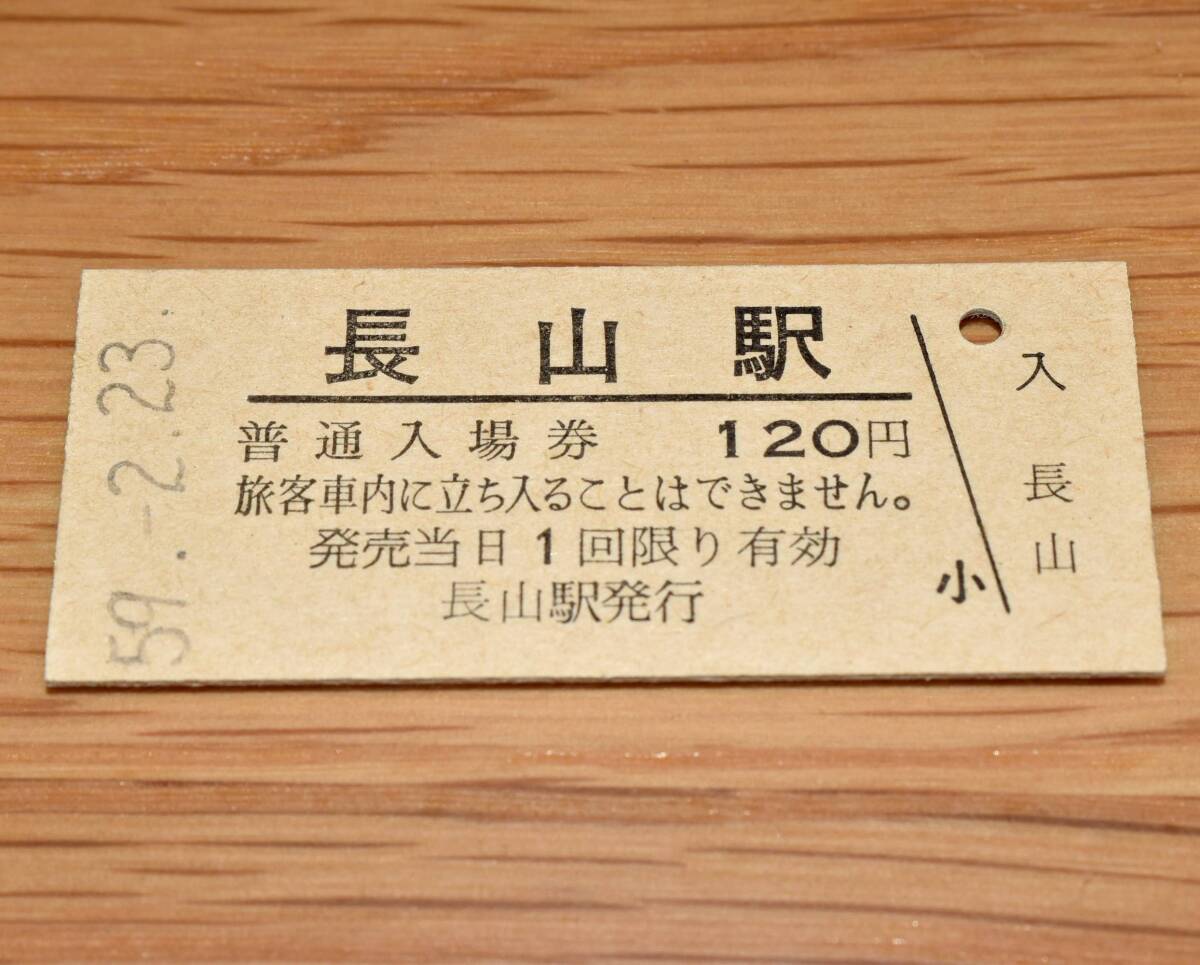 59.-2.23.
長山駅
普通入場券 120円
旅客車内に立ち入ることはできません。
発売当日1回限り有効
長山駅発行
小
入
長山